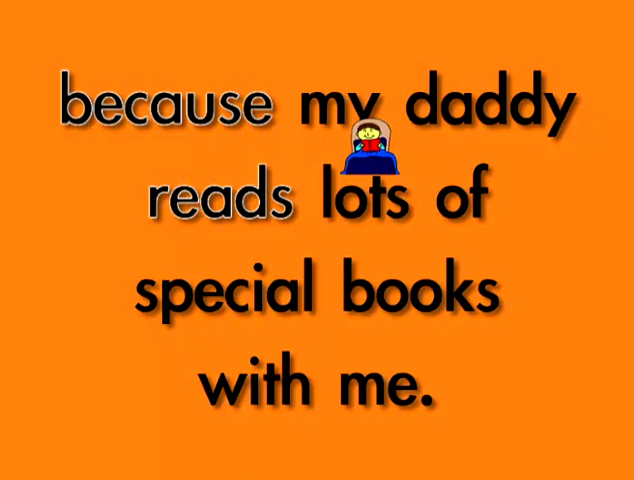 because my daddy
reads lots of
special books
with me.